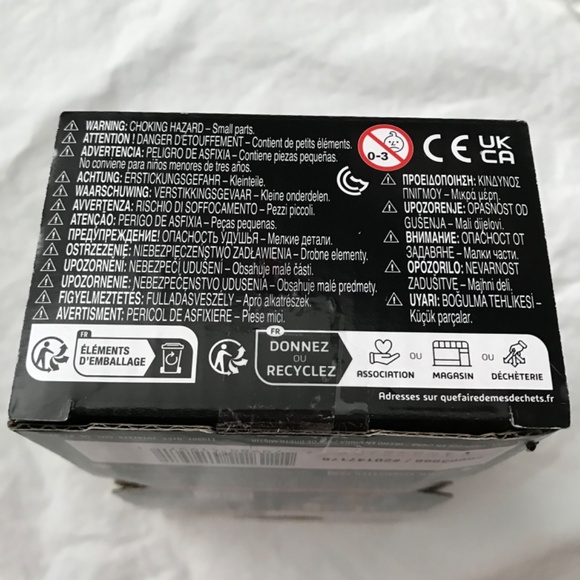 WARNING: CHOKING HAZARD – Small parts.
ATTENTION ! DANGER D'ÉTOUFFEMENT – Contient de petits éléments.
ADVERTENCIA: PELIGRO DE ASFIXIA – Contiene piezas pequeñas.
No conviene para niños menores de tres años.
ACHTUNG: ERSTICKUNGSGEFAHR – Kleinteile.
WAARSCHUWING: VERSTIKKINGSGEVAAR – Kleine onderdelen.
AVVERTENZA: RISCHIO DI SOFFOCAMENTO – Pezzi piccoli.
ATENÇÃO: PERIGO DE ASFIXIA – Peças pequenas.
ПРЕДУПРЕЖДЕНИЕ! ОПАСНОСТЬ УДУШЬЯ – Мелкие детали.
OSTRZEŻENIE: NIEBEZPIECZEŃSTWO ZADŁAWIENIA – Drobne elementy.
UPOZORNĚNÍ: NEBEZPEČÍ UDUŠENÍ – Obsahuje malé části.
UPOZORNENIE: NEBEZPEČENSTVO UDUSENIA – Obsahuje malé predmety.
FIGYELMEZTETÉS: FULLADÁSVESZÉLY – Apró alkatrészek.
AVERTISMENT: PERICOL DE ASFIXIERE – Piese mici.
0-3
CE
UK
CA
ΠΡΟΕΙΔΟΠΟΙΗΣΗ: ΚΙΝΔΥΝΟΣ
ΠΝΙΓΜΟΥ – Μικρά μέρη.
UPOZORENJE: OPASNOST OD
GUŠENJA – Mali dijelovi.
ВНИМАНИЕ: ОПАСНОСТ ОТ
ЗАДАВЯНЕ – Малки части.
OPOZORILO: NEVARNOST
ZADUŠITVE – Majhni deli.
UYARI: BOĞULMA TEHLİKESİ –
Küçük parçalar.
FR
ÉLÉMENTS
D'EMBALLAGE
FR
DONNEZ
OU
RECYCLEZ
ASSOCIATION
OU
MAGASIN
OU
DÉCHÈTERIE
Adresses sur quefairedemesdechets.fr